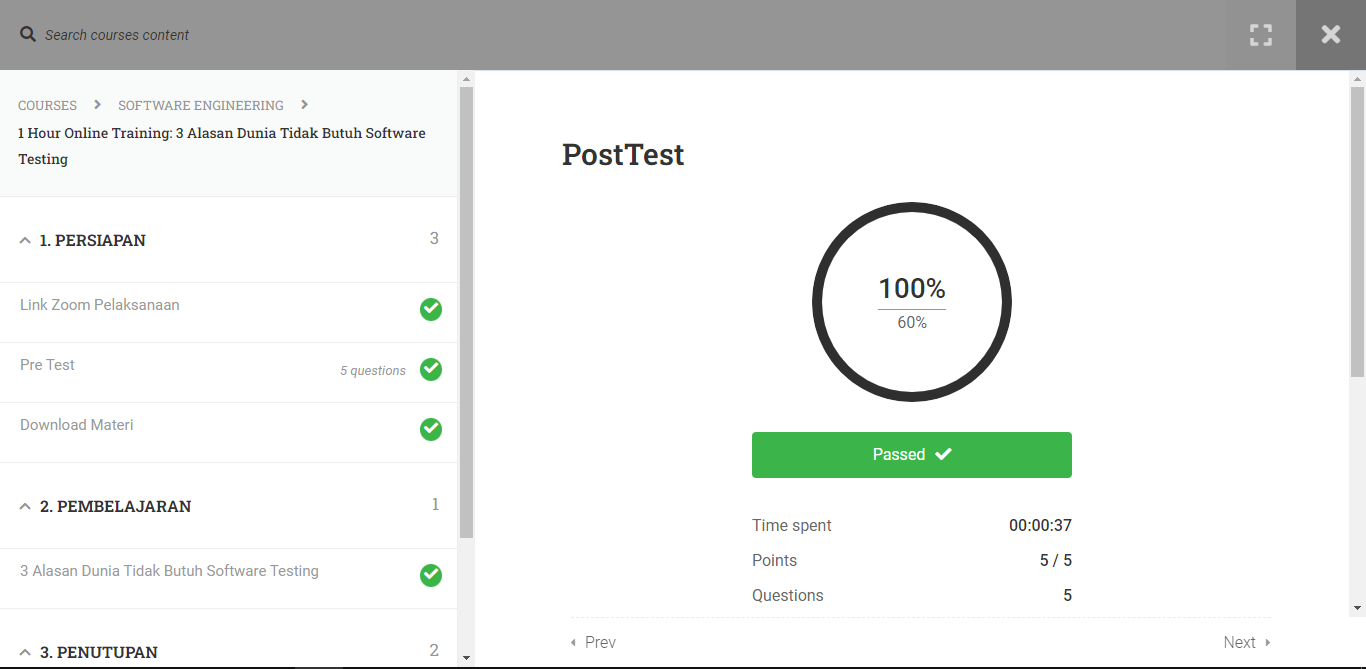 Search courses content
COURSES
SOFTWARE ENGINEERING
1 Hour Online Training: 3 Alasan Dunia Tidak Butuh Software
Testing
1. PERSIAPAN 3
Link Zoom Pelaksanaan
Pre Test 5 questions
Download Materi
2. PEMBELAJARAN 1
3 Alasan Dunia Tidak Butuh Software Testing
3. PENUTUPAN 2
PostTest
100%
60%
Passed
Time spent 00:00:37
Points 5 / 5
Questions 5
Prev Next